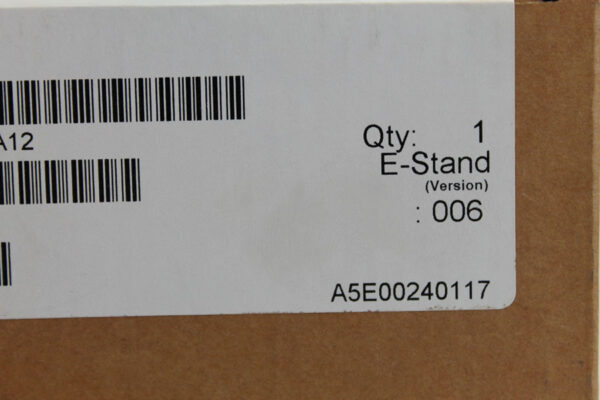 A12
Qty: 1
E-Stand
(Version)
: 006
A5E00240117